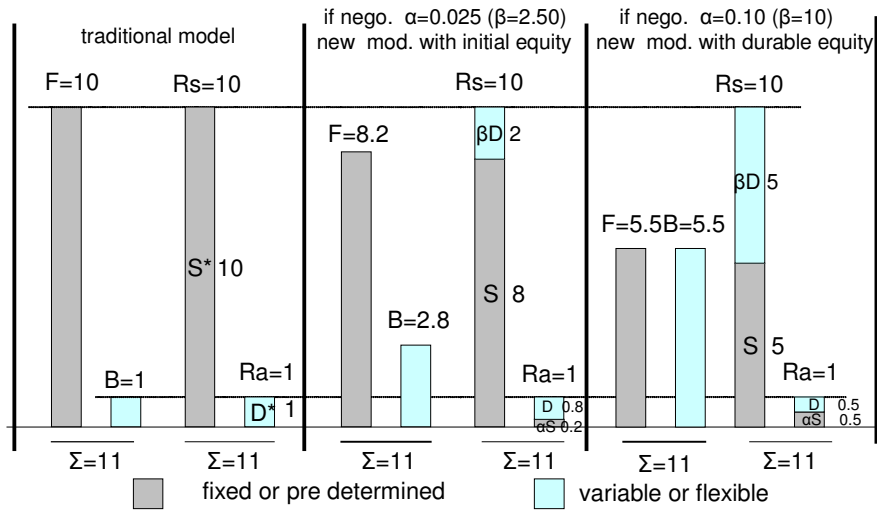 traditional model
F=10
Rs=10
S* 10
B=1
Ra=1
D* 1
Σ=11
Σ=11
if nego. α=0.025 (β=2.50)
new mod. with initial equity
Rs=10
F=8.2
βD 2
S 8
B=2.8
Ra=1
D 0.8
αS 0.2
Σ=11
Σ=11
if nego. α=0.10 (β=10)
new mod. with durable equity
Rs=10
βD 5
F=5.5 B=5.5
S 5
Ra=1
D 0.5
αS 0.5
Σ=11
Σ=11
fixed or pre determined
variable or flexible